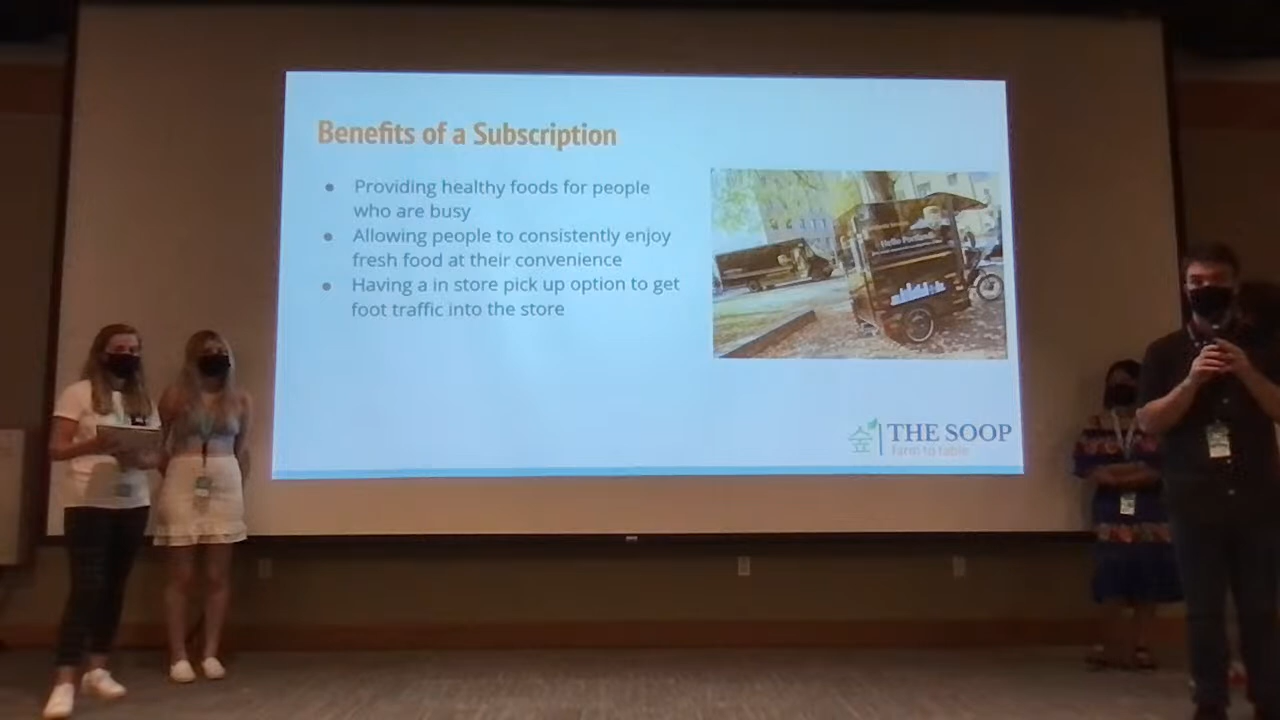 Benefits of a Subscription
● Providing healthy foods for people
who are busy
● Allowing people to consistently enjoy
fresh food at their convenience
● Having a in store pick up option to get
foot traffic into the store
Hello Portland
THE SOOP
farm to table